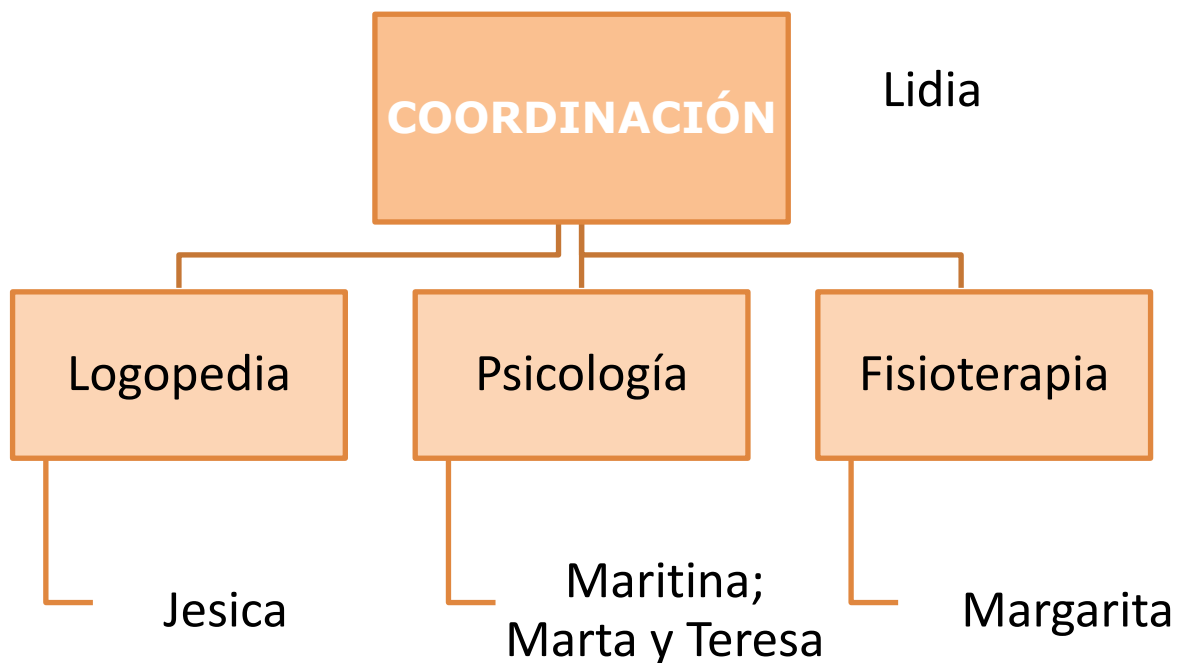 COORDINACIÓN
Lidia
Logopedia
Psicología
Fisioterapia
Jesica
Maritina;
Marta y Teresa
Margarita